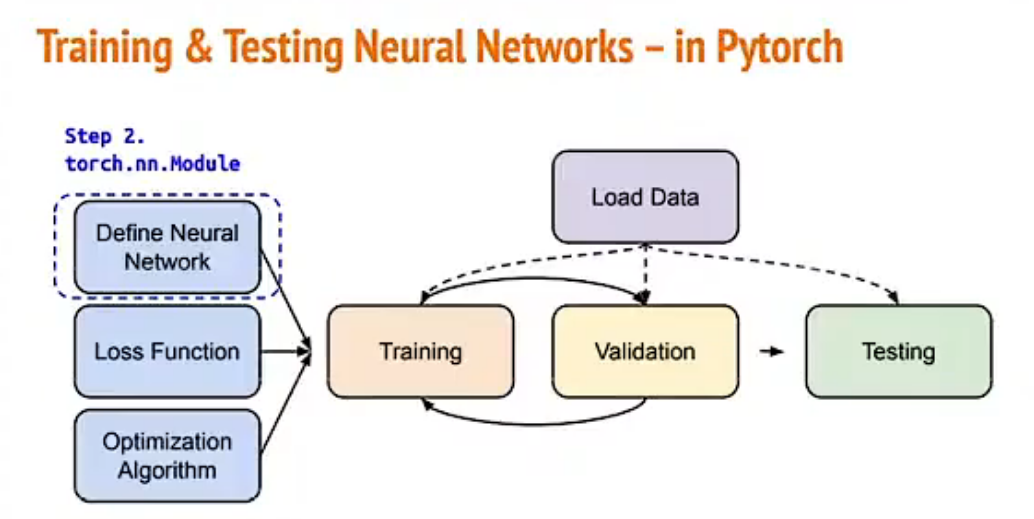 Training & Testing Neural Networks – in Pytorch
Step 2.
torch.nn.Module
Load Data
Define Neural
Network
Loss Function
Training
Validation
Testing
Optimization
Algorithm